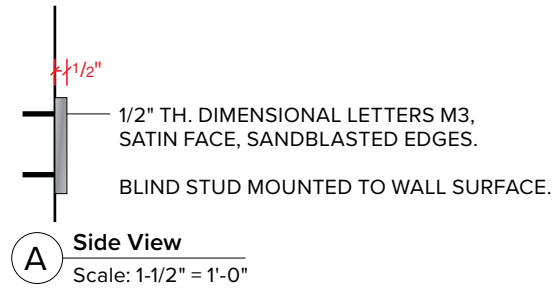 1/2"
1/2" TH. DIMENSIONAL LETTERS M3,
SATIN FACE, SANDBLASTED EDGES.
BLIND STUD MOUNTED TO WALL SURFACE.
A
Side View
Scale: 1-1/2" = 1'-0"